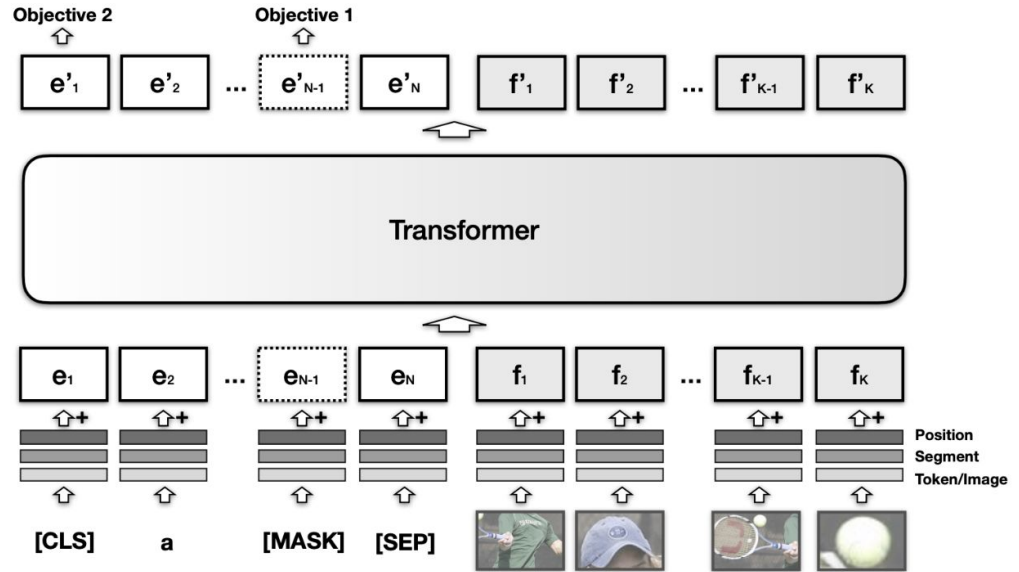 Objective 2 Objective 1
e'1 e'2 ... e'N-1 e'N f'1 f'2 ... f'K-1 f'K
Transformer
e1 e2 ... eN-1 eN f1 f2 ... fK-1 fK
+ + + + + + + +
Position
Segment
Token/Image
[CLS] a [MASK] [SEP]